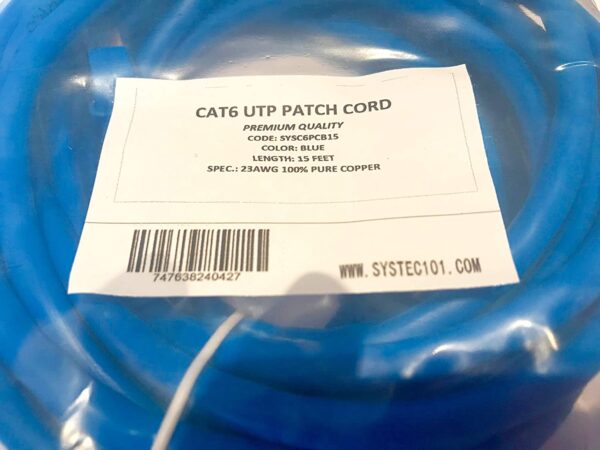 CAT6 UTP PATCH CORD
PREMIUM QUALITY
CODE: SYSC6PCB15
COLOR: BLUE
LENGTH: 15 FEET
SPEC.: 23AWG 100% PURE COPPER
747638240427
WWW.SYSTEC101.COM